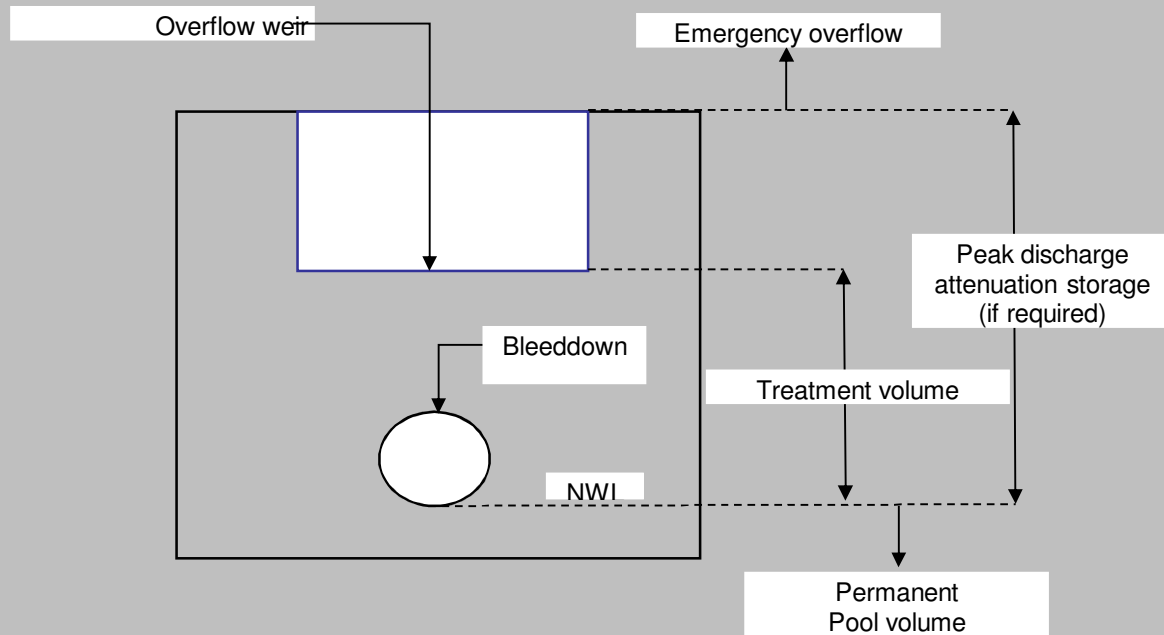 Overflow weir
Emergency overflow
Peak discharge
attenuation storage
(if required)
Bleeddown
Treatment volume
NWL
Permanent
Pool volume